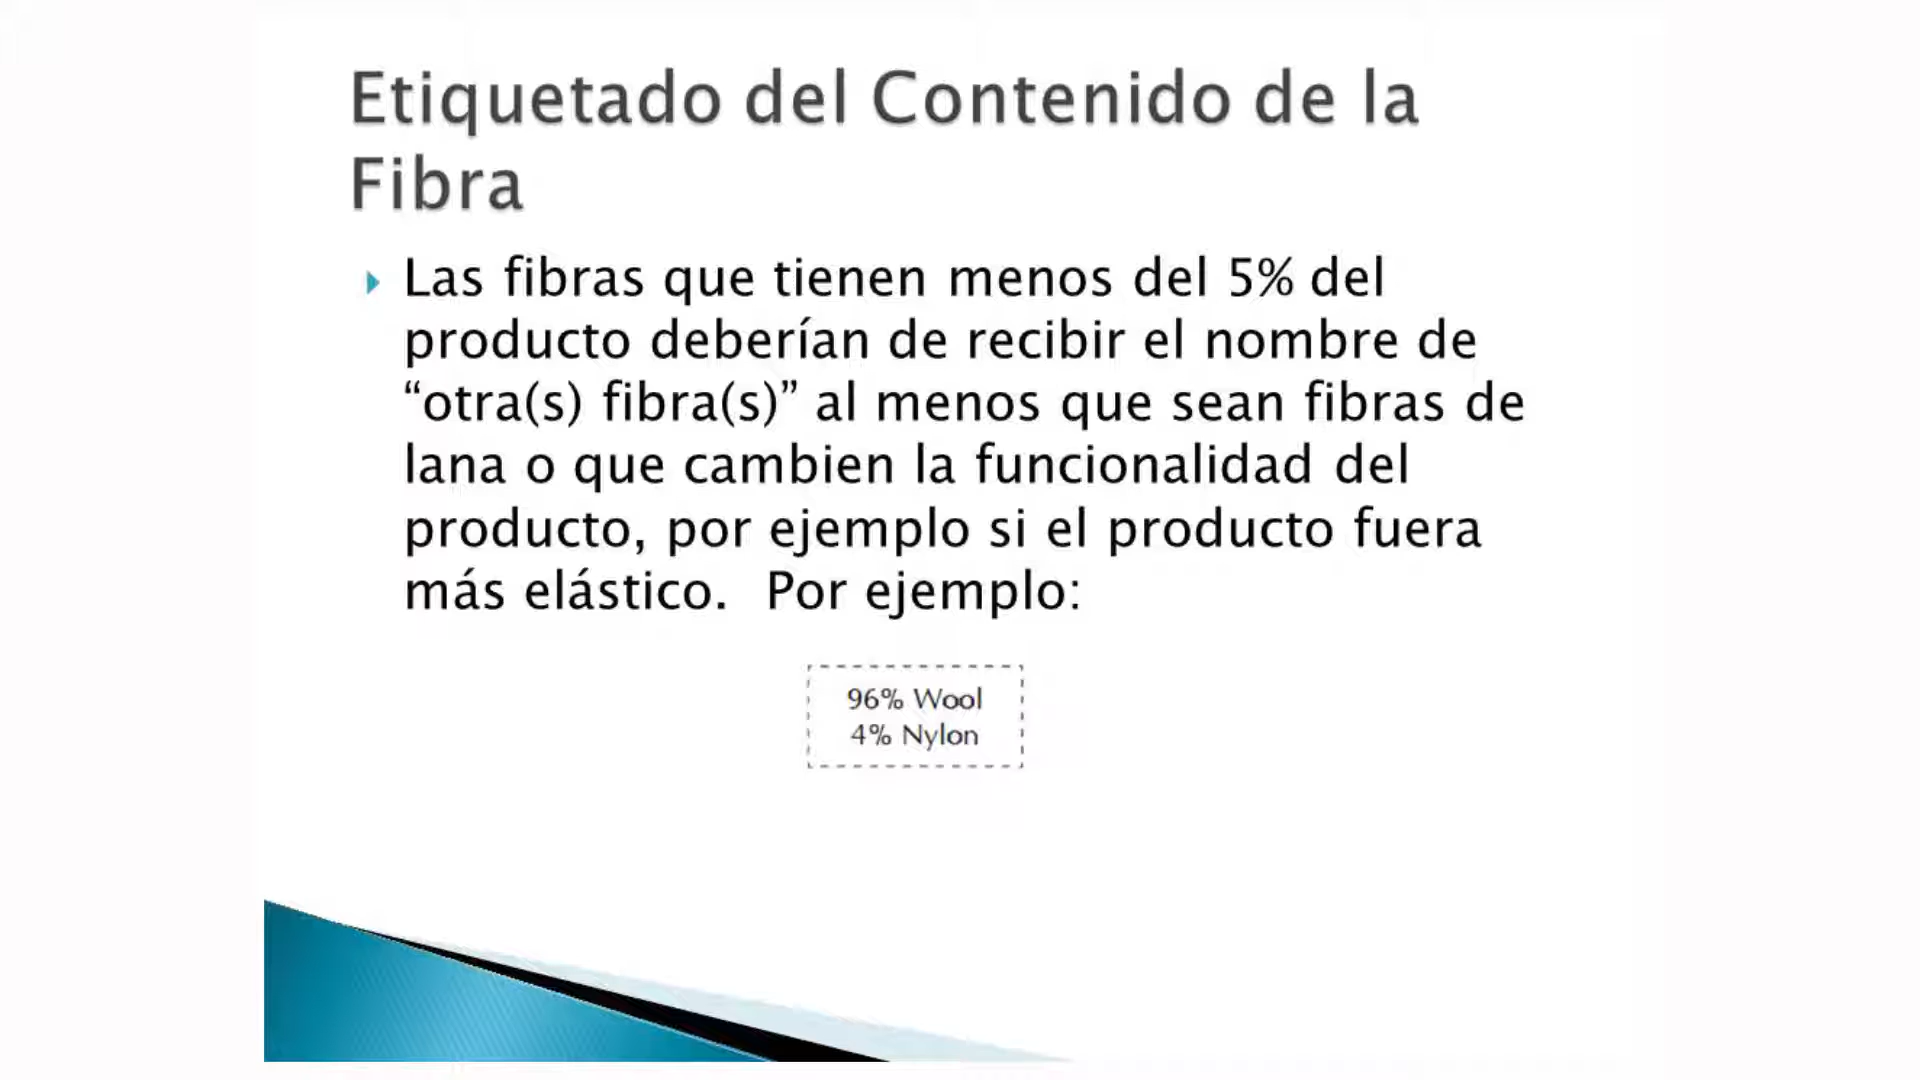 Etiquetado del Contenido de la
Fibra
Las fibras que tienen menos del 5% del
producto deberían de recibir el nombre de
“otra(s) fibra(s)” al menos que sean fibras de
lana o que cambien la funcionalidad del
producto, por ejemplo si el producto fuera
más elástico.  Por ejemplo:
96% Wool
4% Nylon